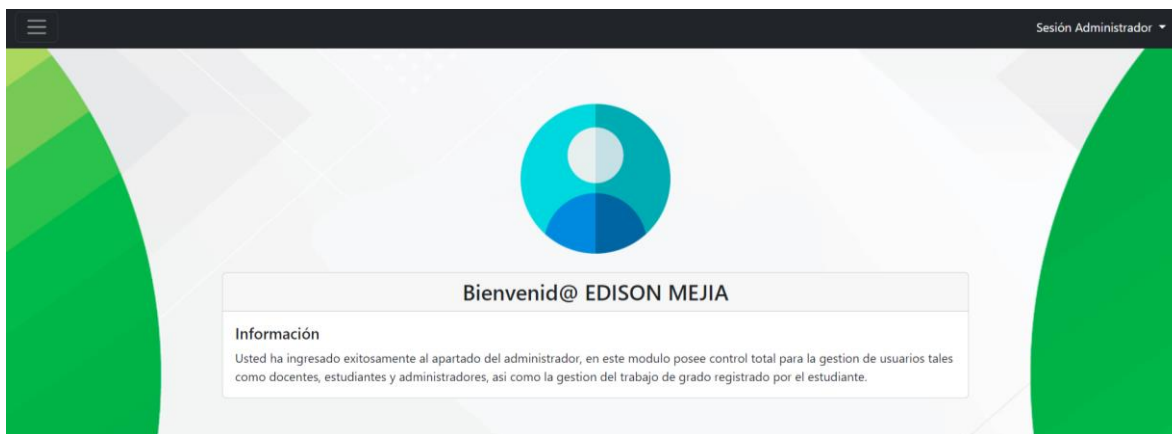 Sesión Administrador
Bienvenid@ EDISON MEJIA
Información
Usted ha ingresado exitosamente al apartado del administrador, en este modulo posee control total para la gestion de usuarios tales
como docentes, estudiantes y administradores, asi como la gestion del trabajo de grado registrado por el estudiante.